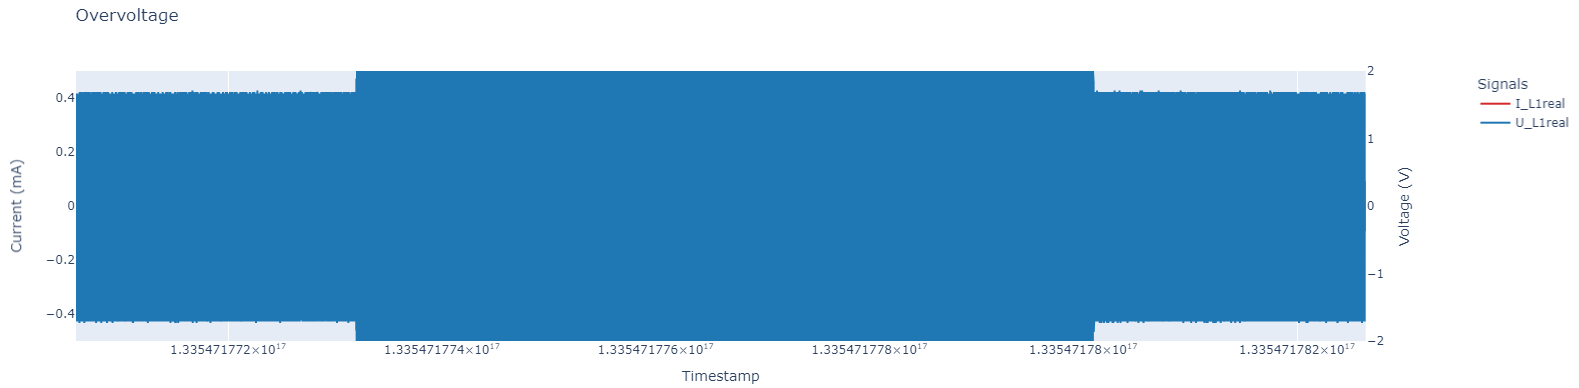 Overvoltage
Signals
I_L1real
U_L1real
Current (mA)
0.4
0.2
0
−0.2
−0.4
Voltage (V)
2
1
0
−1
−2
1.335471772×10¹⁷
1.335471774×10¹⁷
1.335471776×10¹⁷
1.335471778×10¹⁷
1.33547178×10¹⁷
1.335471782×10¹⁷
Timestamp